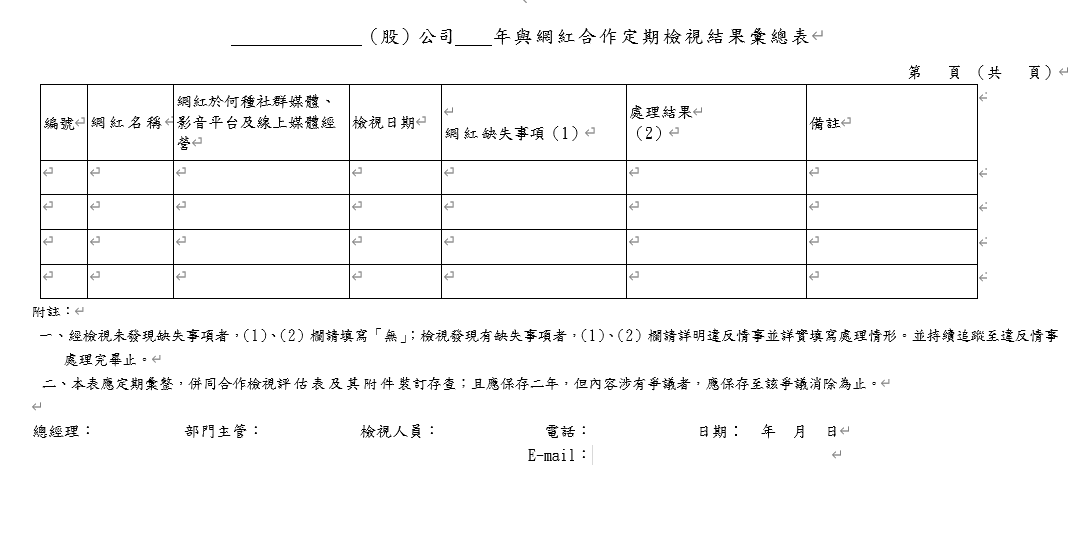 ____________（股）公司____年與網紅合作定期檢視結果彙總表
第　頁（共　頁）
編號 網紅名稱 網紅於何種社群媒體、影音平台及線上媒體經營 檢視日期 網紅缺失事項（1） 處理結果（2） 備註
附註：
一、經檢視未發現缺失事項者，(1)、(2) 欄請填寫「無」；檢視發現有缺失事項者，(1)、(2) 欄請詳明違反情事並詳實填寫處理情形。並持續追蹤至違反情事
處理完畢止。
二、本表應定期彙整，併同合作檢視評估表及其附件裝訂存查；且應保存二年，但內容涉有爭議者，應保存至該爭議消除為止。
總經理： 部門主管： 檢視人員： 電話： 日期：　年　月　日
E-mail：